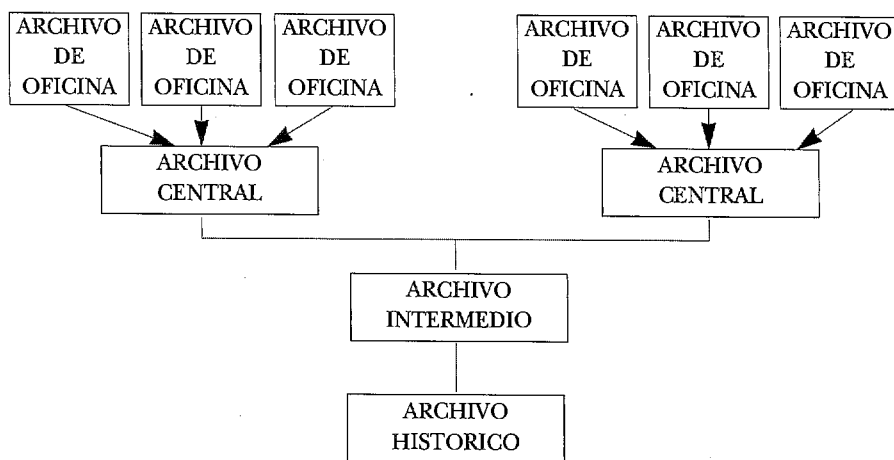 ARCHIVO
DE
OFICINA
ARCHIVO
DE
OFICINA
ARCHIVO
DE
OFICINA
ARCHIVO
DE
OFICINA
ARCHIVO
DE
OFICINA
ARCHIVO
DE
OFICINA
ARCHIVO
CENTRAL
ARCHIVO
CENTRAL
ARCHIVO
INTERMEDIO
ARCHIVO
HISTORICO